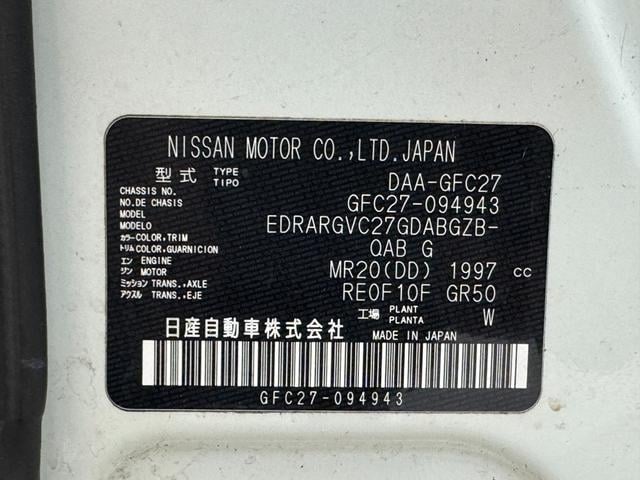 NISSAN MOTOR CO.,LTD.JAPAN
型式 TYPE TIPO DAA-GFC27
CHASSIS NO. NO.DE CHASIS GFC27-094943
MODEL MODELO EDRARGVC27GDABGZB-
カラー COLOR,TRIM トリム COLOR,GUARNICION QAB G
エン ENGINE ジン MOTOR MR20(DD) 1997 cc
ミッション TRANS.,AXLE アクスル TRANS.,EJE RE0F10F GR50
工場 PLANT PLANTA W
日産自動車株式会社 MADE IN JAPAN
GFC27-094943